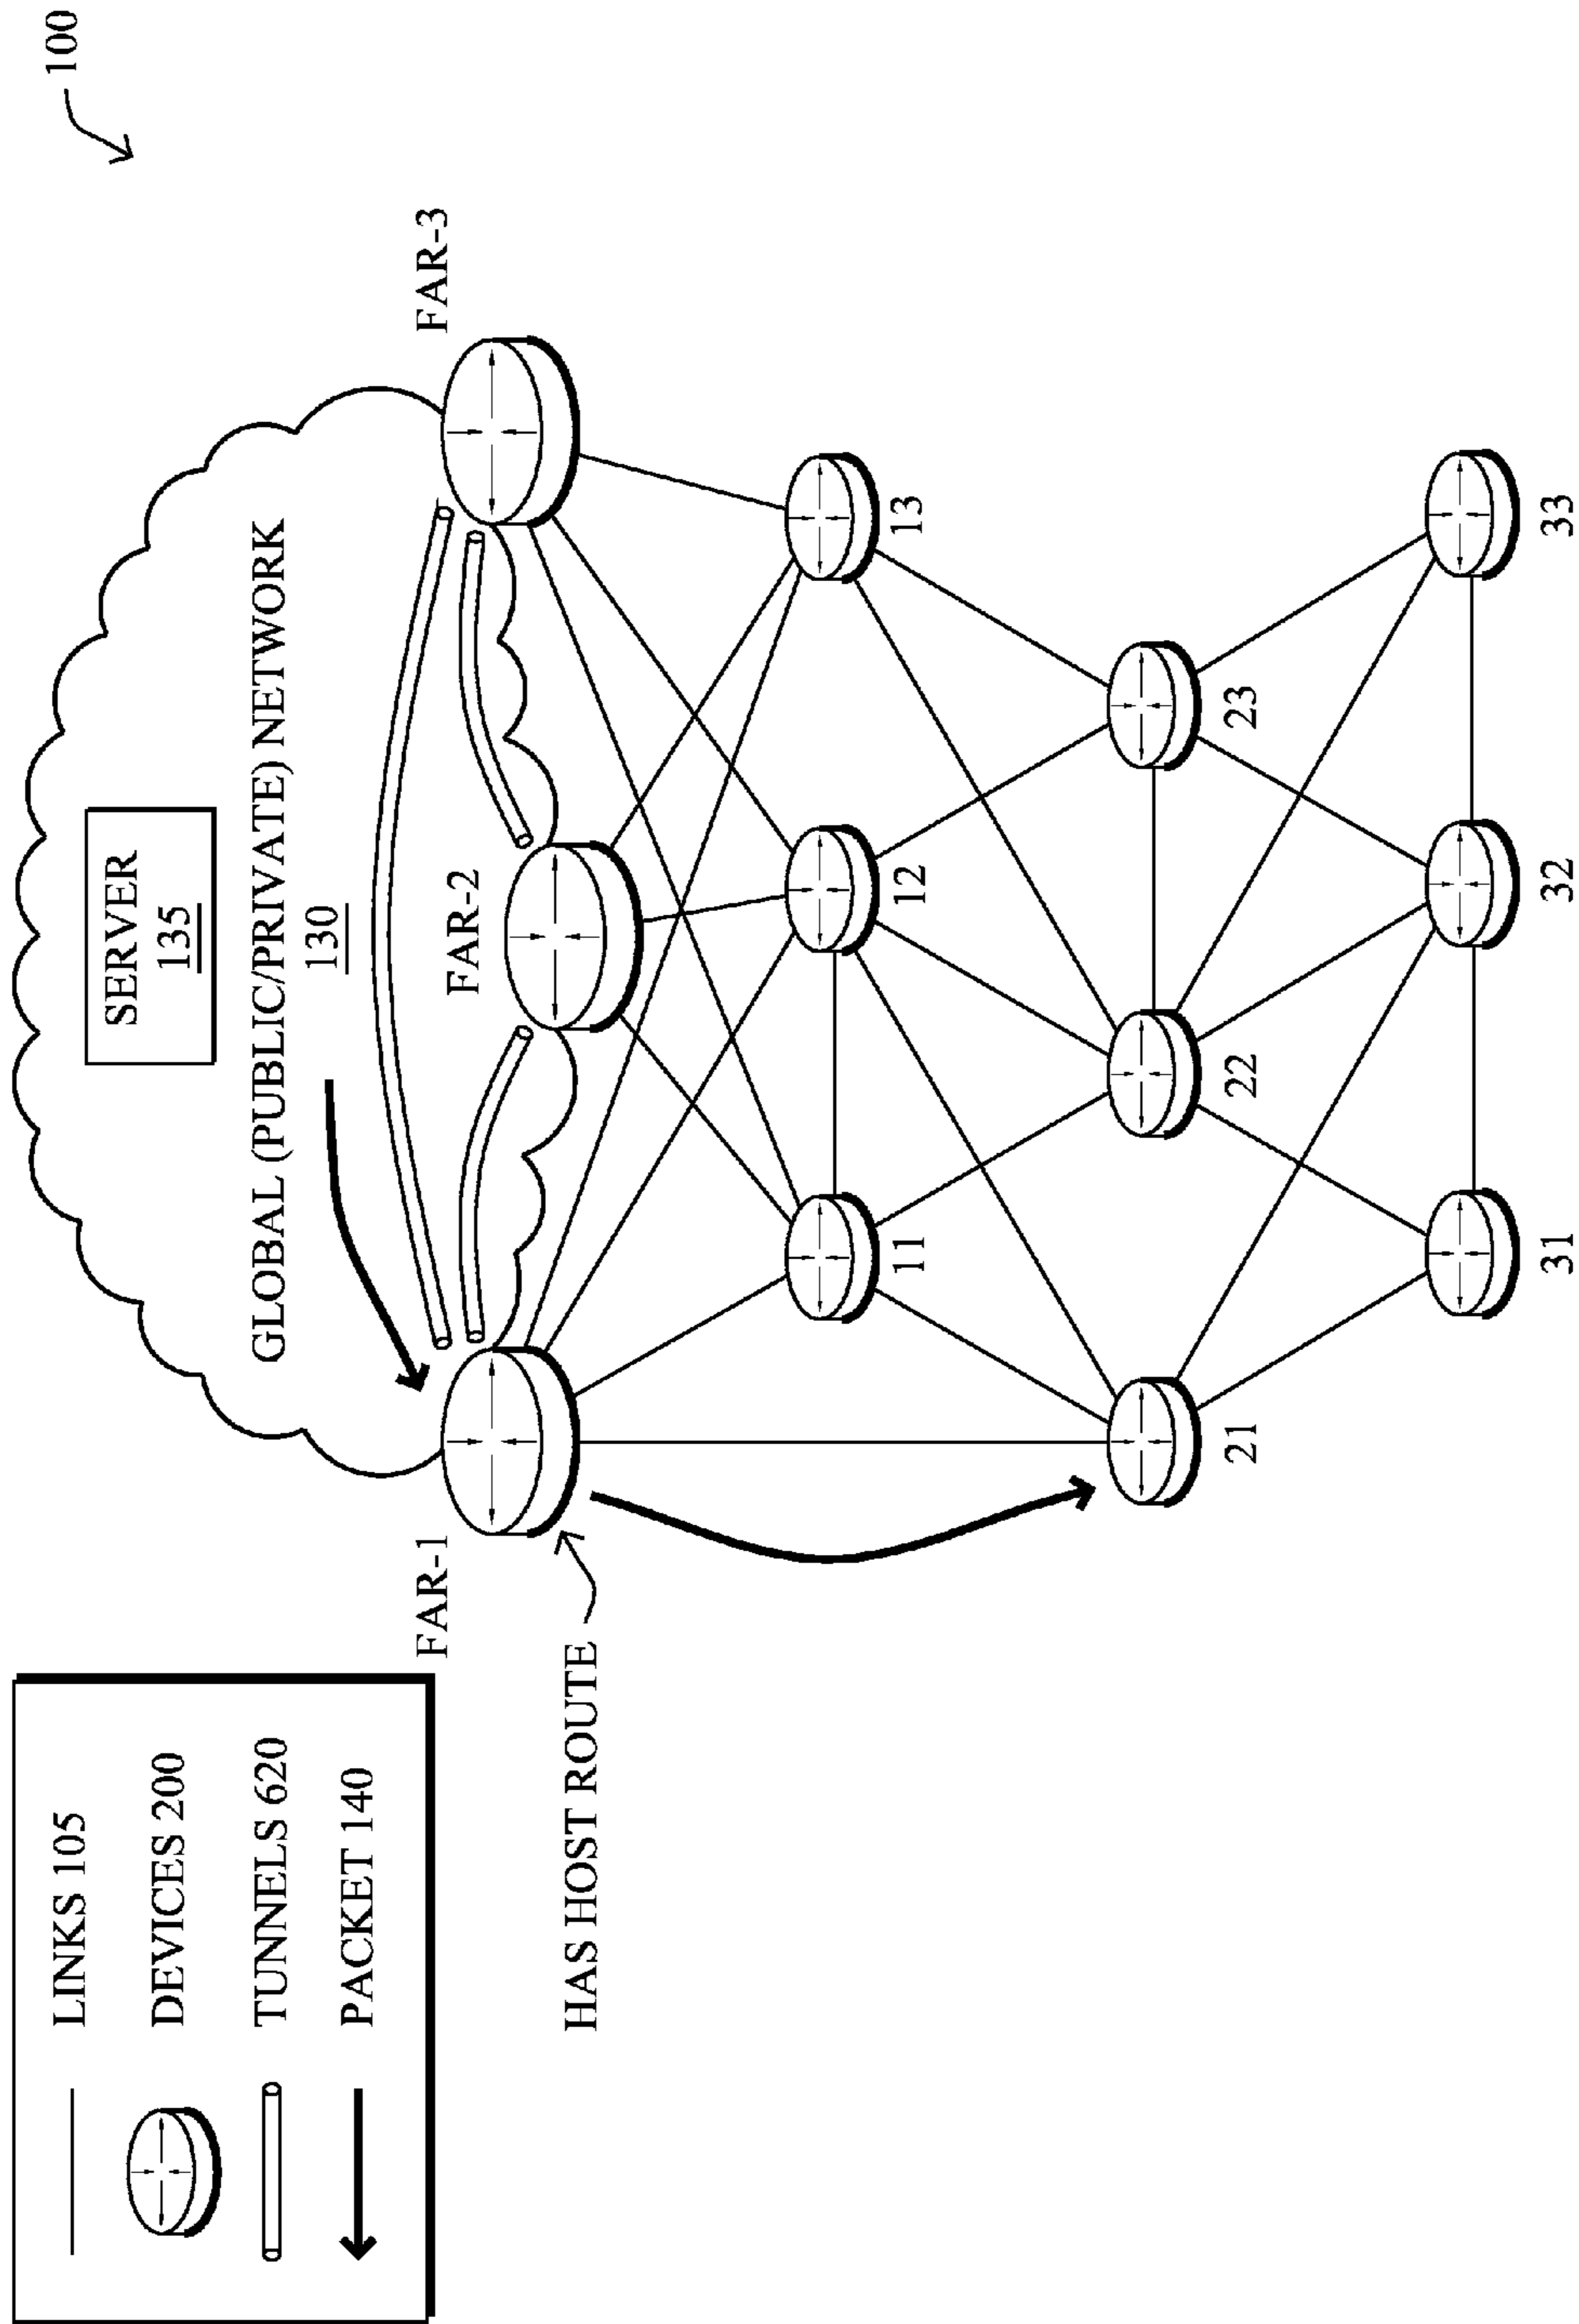 100
LINKS 105
DEVICES 200
TUNNELS 620
PACKET 140
SERVER
135
GLOBAL (PUBLIC/PRIVATE) NETWORK
130
FAR-1
FAR-2
FAR-3
HAS HOST ROUTE
11
12
13
21
22
23
31
32
33